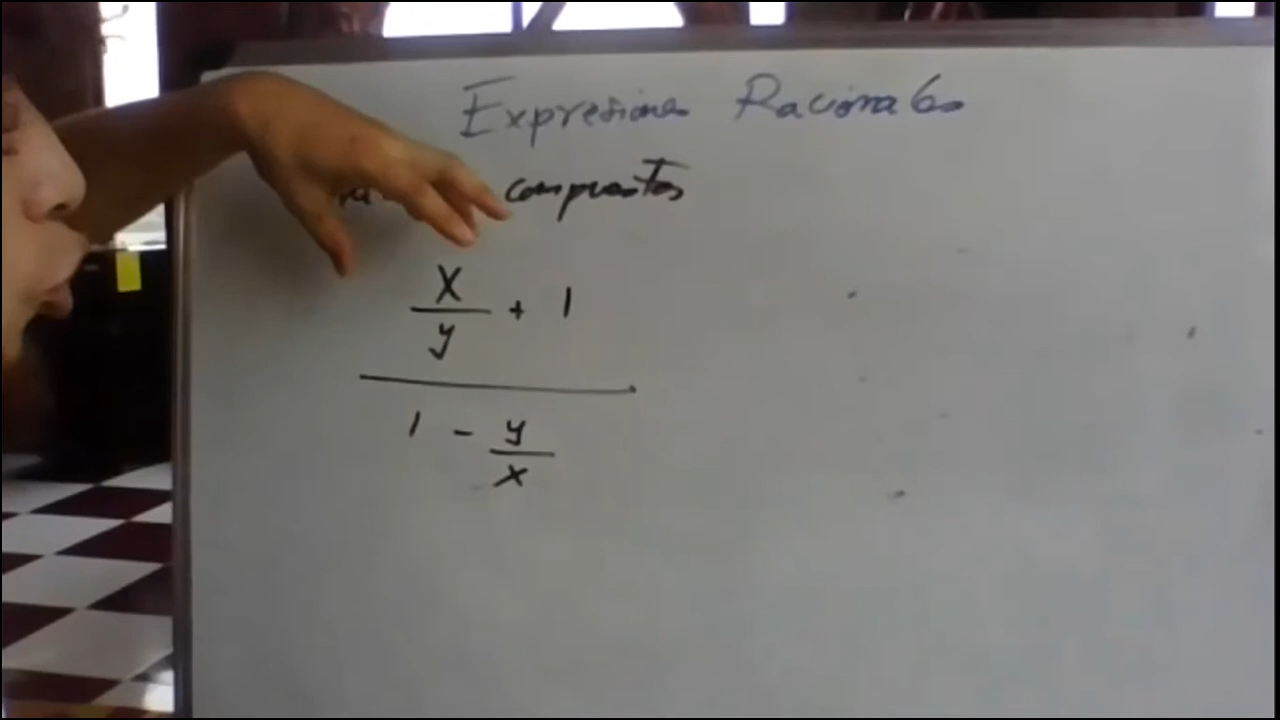 Expresiones Racionales
compuestas
x/y + 1
1 - y/x